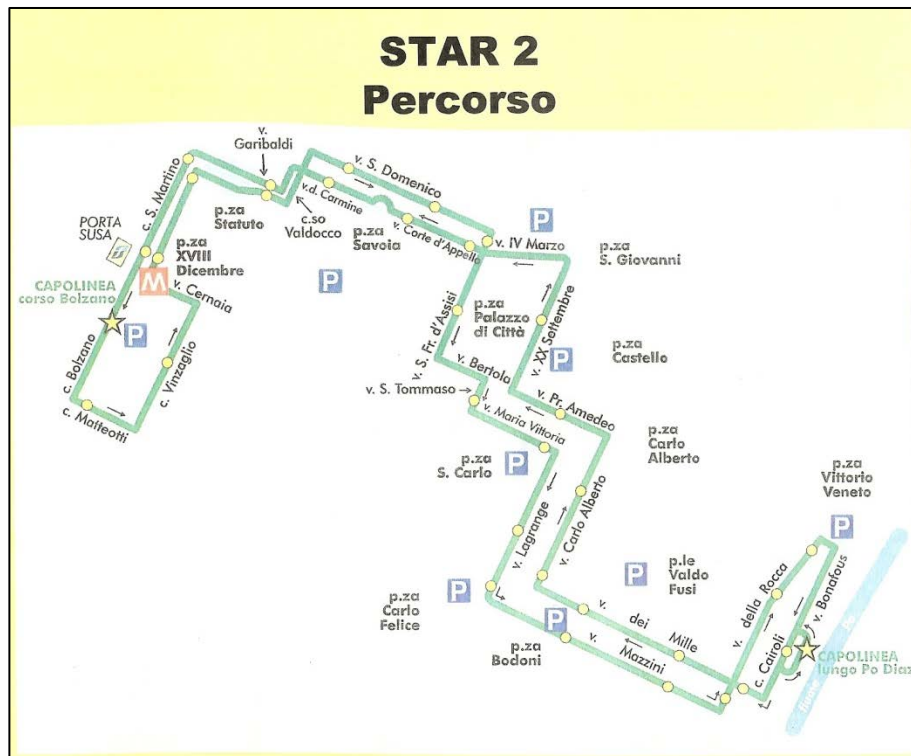 STAR 2
Percorso
v.
Garibaldi
c. S. Martino
v. S. Domenico
p.za
Statuto
v.d. Carmine
c.so
Valdocco
p.za
Savoia
v. Corte d'Appello
v. IV Marzo
P
p.za
S. Giovanni
PORTA
SUSA
p.za
XVIII
Dicembre
M
v. Cernaia
CAPOLINEA
corso Bolzano
P
P
c. Bolzano
c. Matteotti
c. Vinzaglio
v. S. Fr. d'Assisi
p.za
Palazzo
di Città
v. XX Settembre
p.za
Castello
P
v. Bertola
v. S. Tommaso
v. Maria Vittoria
v. Pr. Amedeo
p.za
S. Carlo
P
p.za
Carlo
Alberto
v. Lagrange
v. Carlo Alberto
p.za
Vittorio
Veneto
P
p.za
Carlo
Felice
P
P
p.le
Valdo
Fusi
P
p.za
Bodoni
v. dei Mille
v. Mazzini
v. della Rocca
c. Cairoli
v. Bonafous
CAPOLINEA
lungo Po Diaz
fiume Po